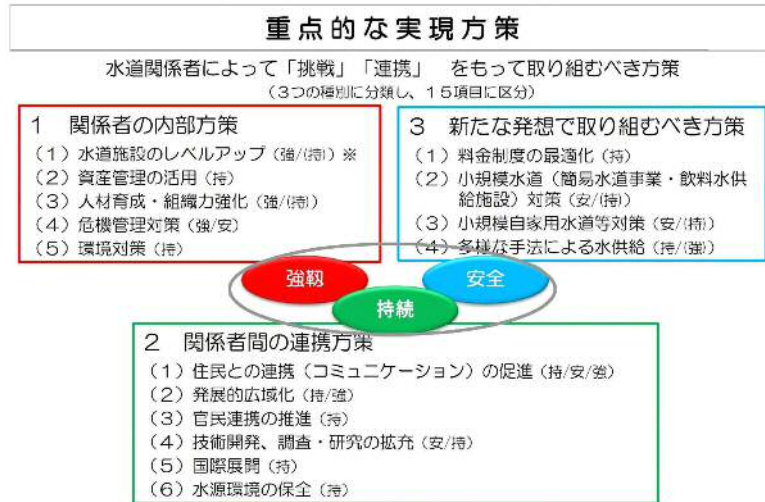 重点的な実現方策
水道関係者によって「挑戦」「連携」 をもって取り組むべき方策
（３つの種別に分類し、１５項目に区分）
１ 関係者の内部方策
（１）水道施設のレベルアップ（強/(持)）※
（２）資産管理の活用（持）
（３）人材育成・組織力強化（強/(持)）
（４）危機管理対策（強/安）
（５）環境対策（持）
３ 新たな発想で取り組むべき方策
（１）料金制度の最適化（持）
（２）小規模水道（簡易水道事業・飲料水供
給施設）対策（安/(持)）
（３）小規模自家用水道等対策（安/(持)）
（４）多様な手法による水供給（持/(強)）
強靱
安全
持続
２ 関係者間の連携方策
（１）住民との連携（コミュニケーション）の促進（持/安/強）
（２）発展的広域化（持/強）
（３）官民連携の推進（持）
（４）技術開発、調査・研究の拡充（安/持）
（５）国際展開（持）
（６）水源環境の保全（持）